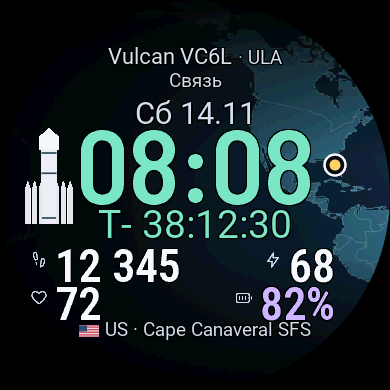 Vulcan VC6L · ULA
Связь
Сб 14.11
08:08
T- 38:12:30
12 345 68
72 82%
US · Cape Canaveral SFS